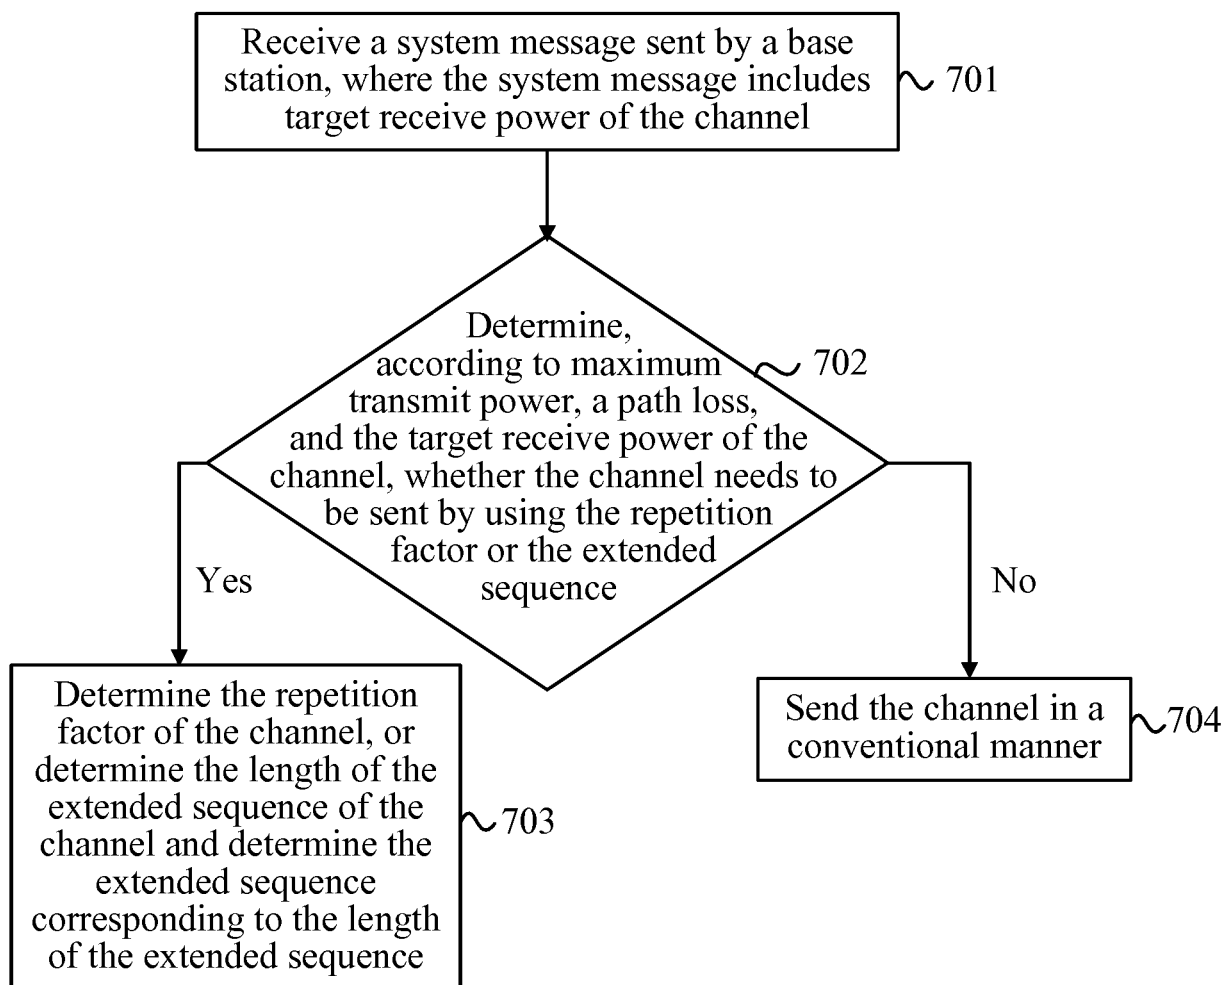 Receive a system message sent by a base
station, where the system message includes
target receive power of the channel
701
Determine,
according to maximum
transmit power, a path loss,
and the target receive power of the
channel, whether the channel needs to
be sent by using the repetition
factor or the extended
sequence
702
Yes
No
Determine the repetition
factor of the channel, or
determine the length of the
extended sequence of the
channel and determine the
extended sequence
corresponding to the length
of the extended sequence
703
Send the channel in a
conventional manner
704